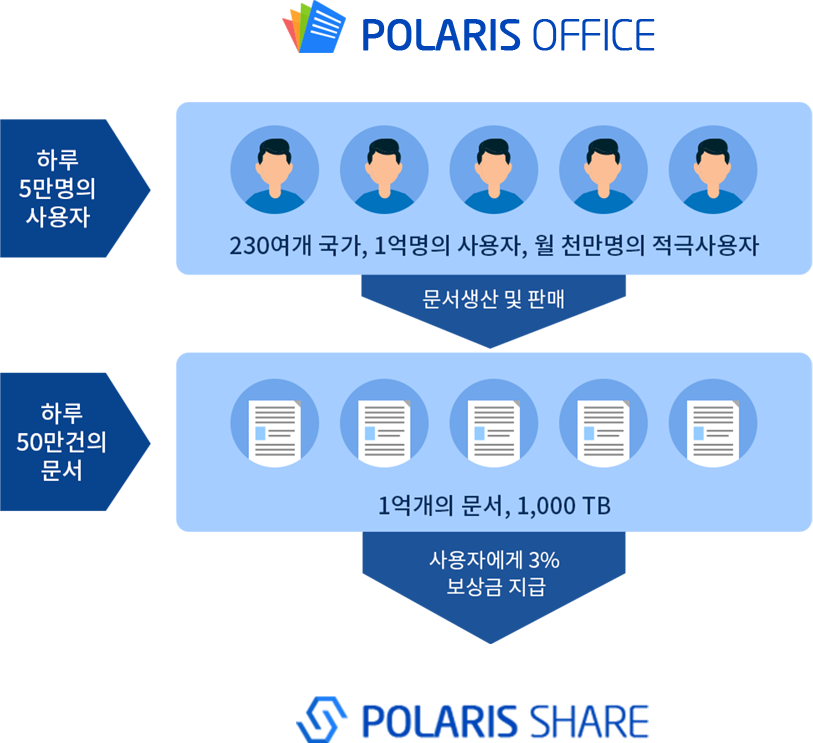 POLARIS OFFICE
하루
5만명의
사용자
230여개 국가, 1억명의 사용자, 월 천만명의 적극사용자
문서생산 및 판매
하루
50만건의
문서
1억개의 문서, 1,000 TB
사용자에게 3%
보상금 지급
POLARIS SHARE